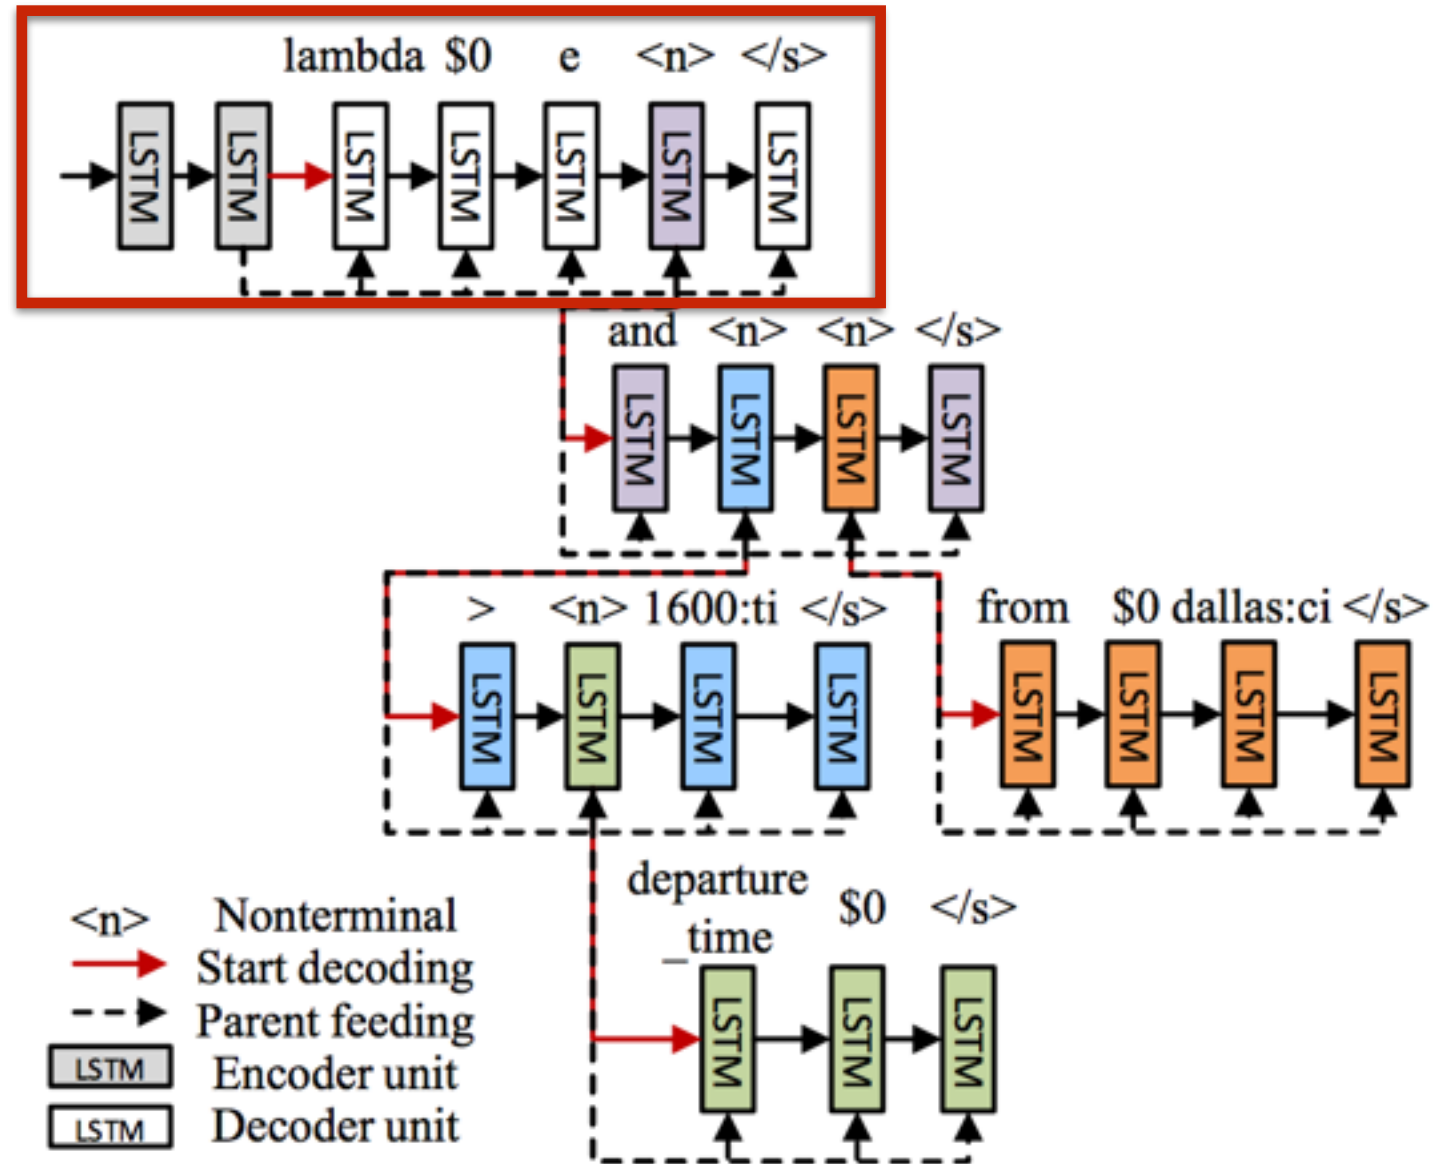 lambda $0 e <n> </s>
LSTM LSTM LSTM LSTM LSTM LSTM LSTM
and <n> <n> </s>
LSTM LSTM LSTM LSTM
> <n> 1600:ti </s>
LSTM LSTM LSTM LSTM
from $0 dallas:ci </s>
LSTM LSTM LSTM LSTM
departure
_time $0 </s>
LSTM LSTM LSTM
<n> Nonterminal
Start decoding
Parent feeding
LSTM Encoder unit
LSTM Decoder unit